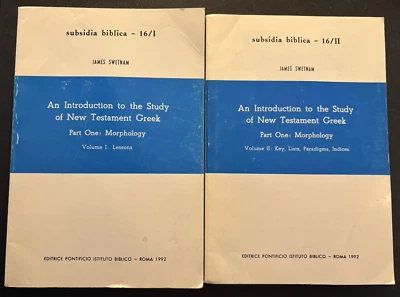 subsidia biblica - 16/I
JAMES SWETNAM
An Introduction to the Study
of New Testament Greek
Part One: Morphology
Volume I: Lessons
EDITRICE PONTIFICIO ISTITUTO BIBLICO - ROMA 1992
subsidia biblica - 16/II
JAMES SWETNAM
An Introduction to the Study
of New Testament Greek
Part One: Morphology
Volume II: Key, Lists, Paradigms, Indices
EDITRICE PONTIFICIO ISTITUTO BIBLICO - ROMA 1992